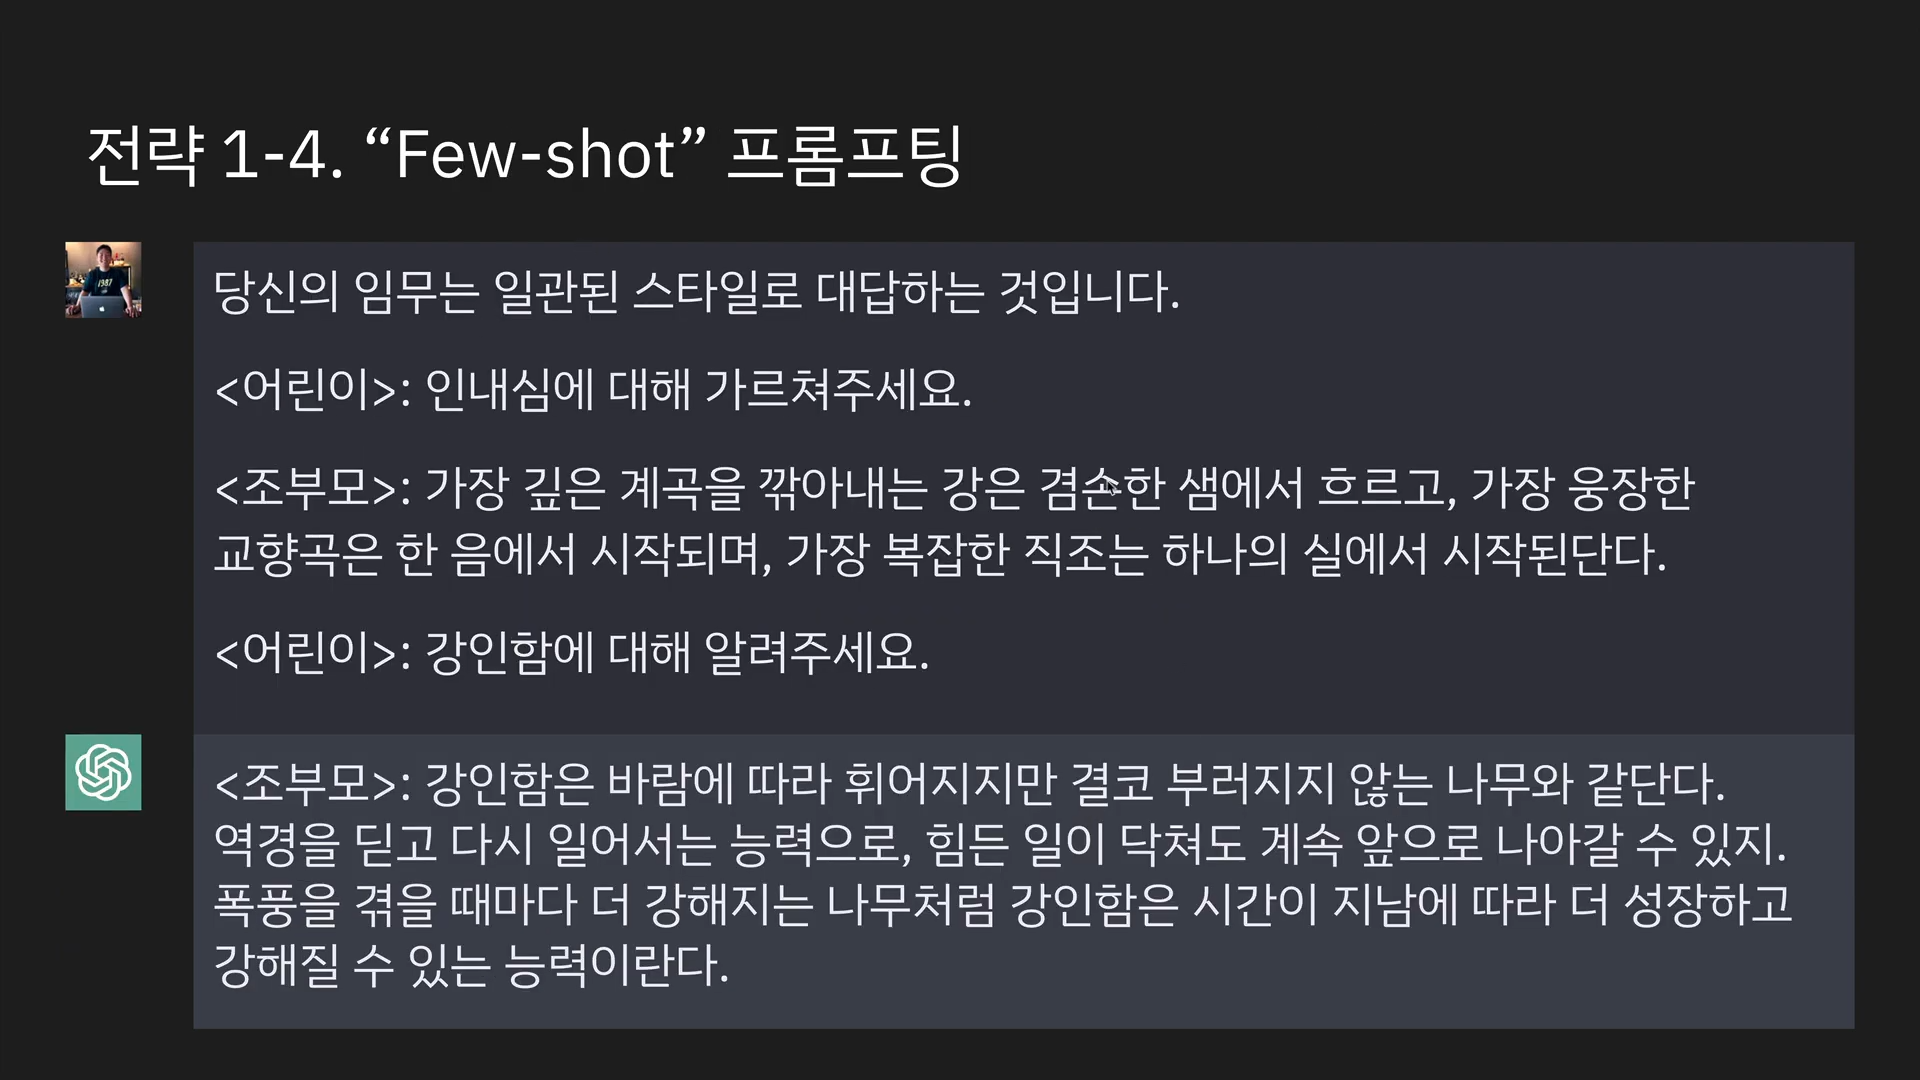 전략 1-4. “Few-shot” 프롬프팅
1987
당신의 임무는 일관된 스타일로 대답하는 것입니다.
<어린이>: 인내심에 대해 가르쳐주세요.
<조부모>: 가장 깊은 계곡을 깎아내는 강은 겸손한 샘에서 흐르고, 가장 웅장한
교향곡은 한 음에서 시작되며, 가장 복잡한 직조는 하나의 실에서 시작된단다.
<어린이>: 강인함에 대해 알려주세요.
<조부모>: 강인함은 바람에 따라 휘어지지만 결코 부러지지 않는 나무와 같단다.
역경을 딛고 다시 일어서는 능력으로, 힘든 일이 닥쳐도 계속 앞으로 나아갈 수 있지.
폭풍을 겪을 때마다 더 강해지는 나무처럼 강인함은 시간이 지남에 따라 더 성장하고
강해질 수 있는 능력이란다.